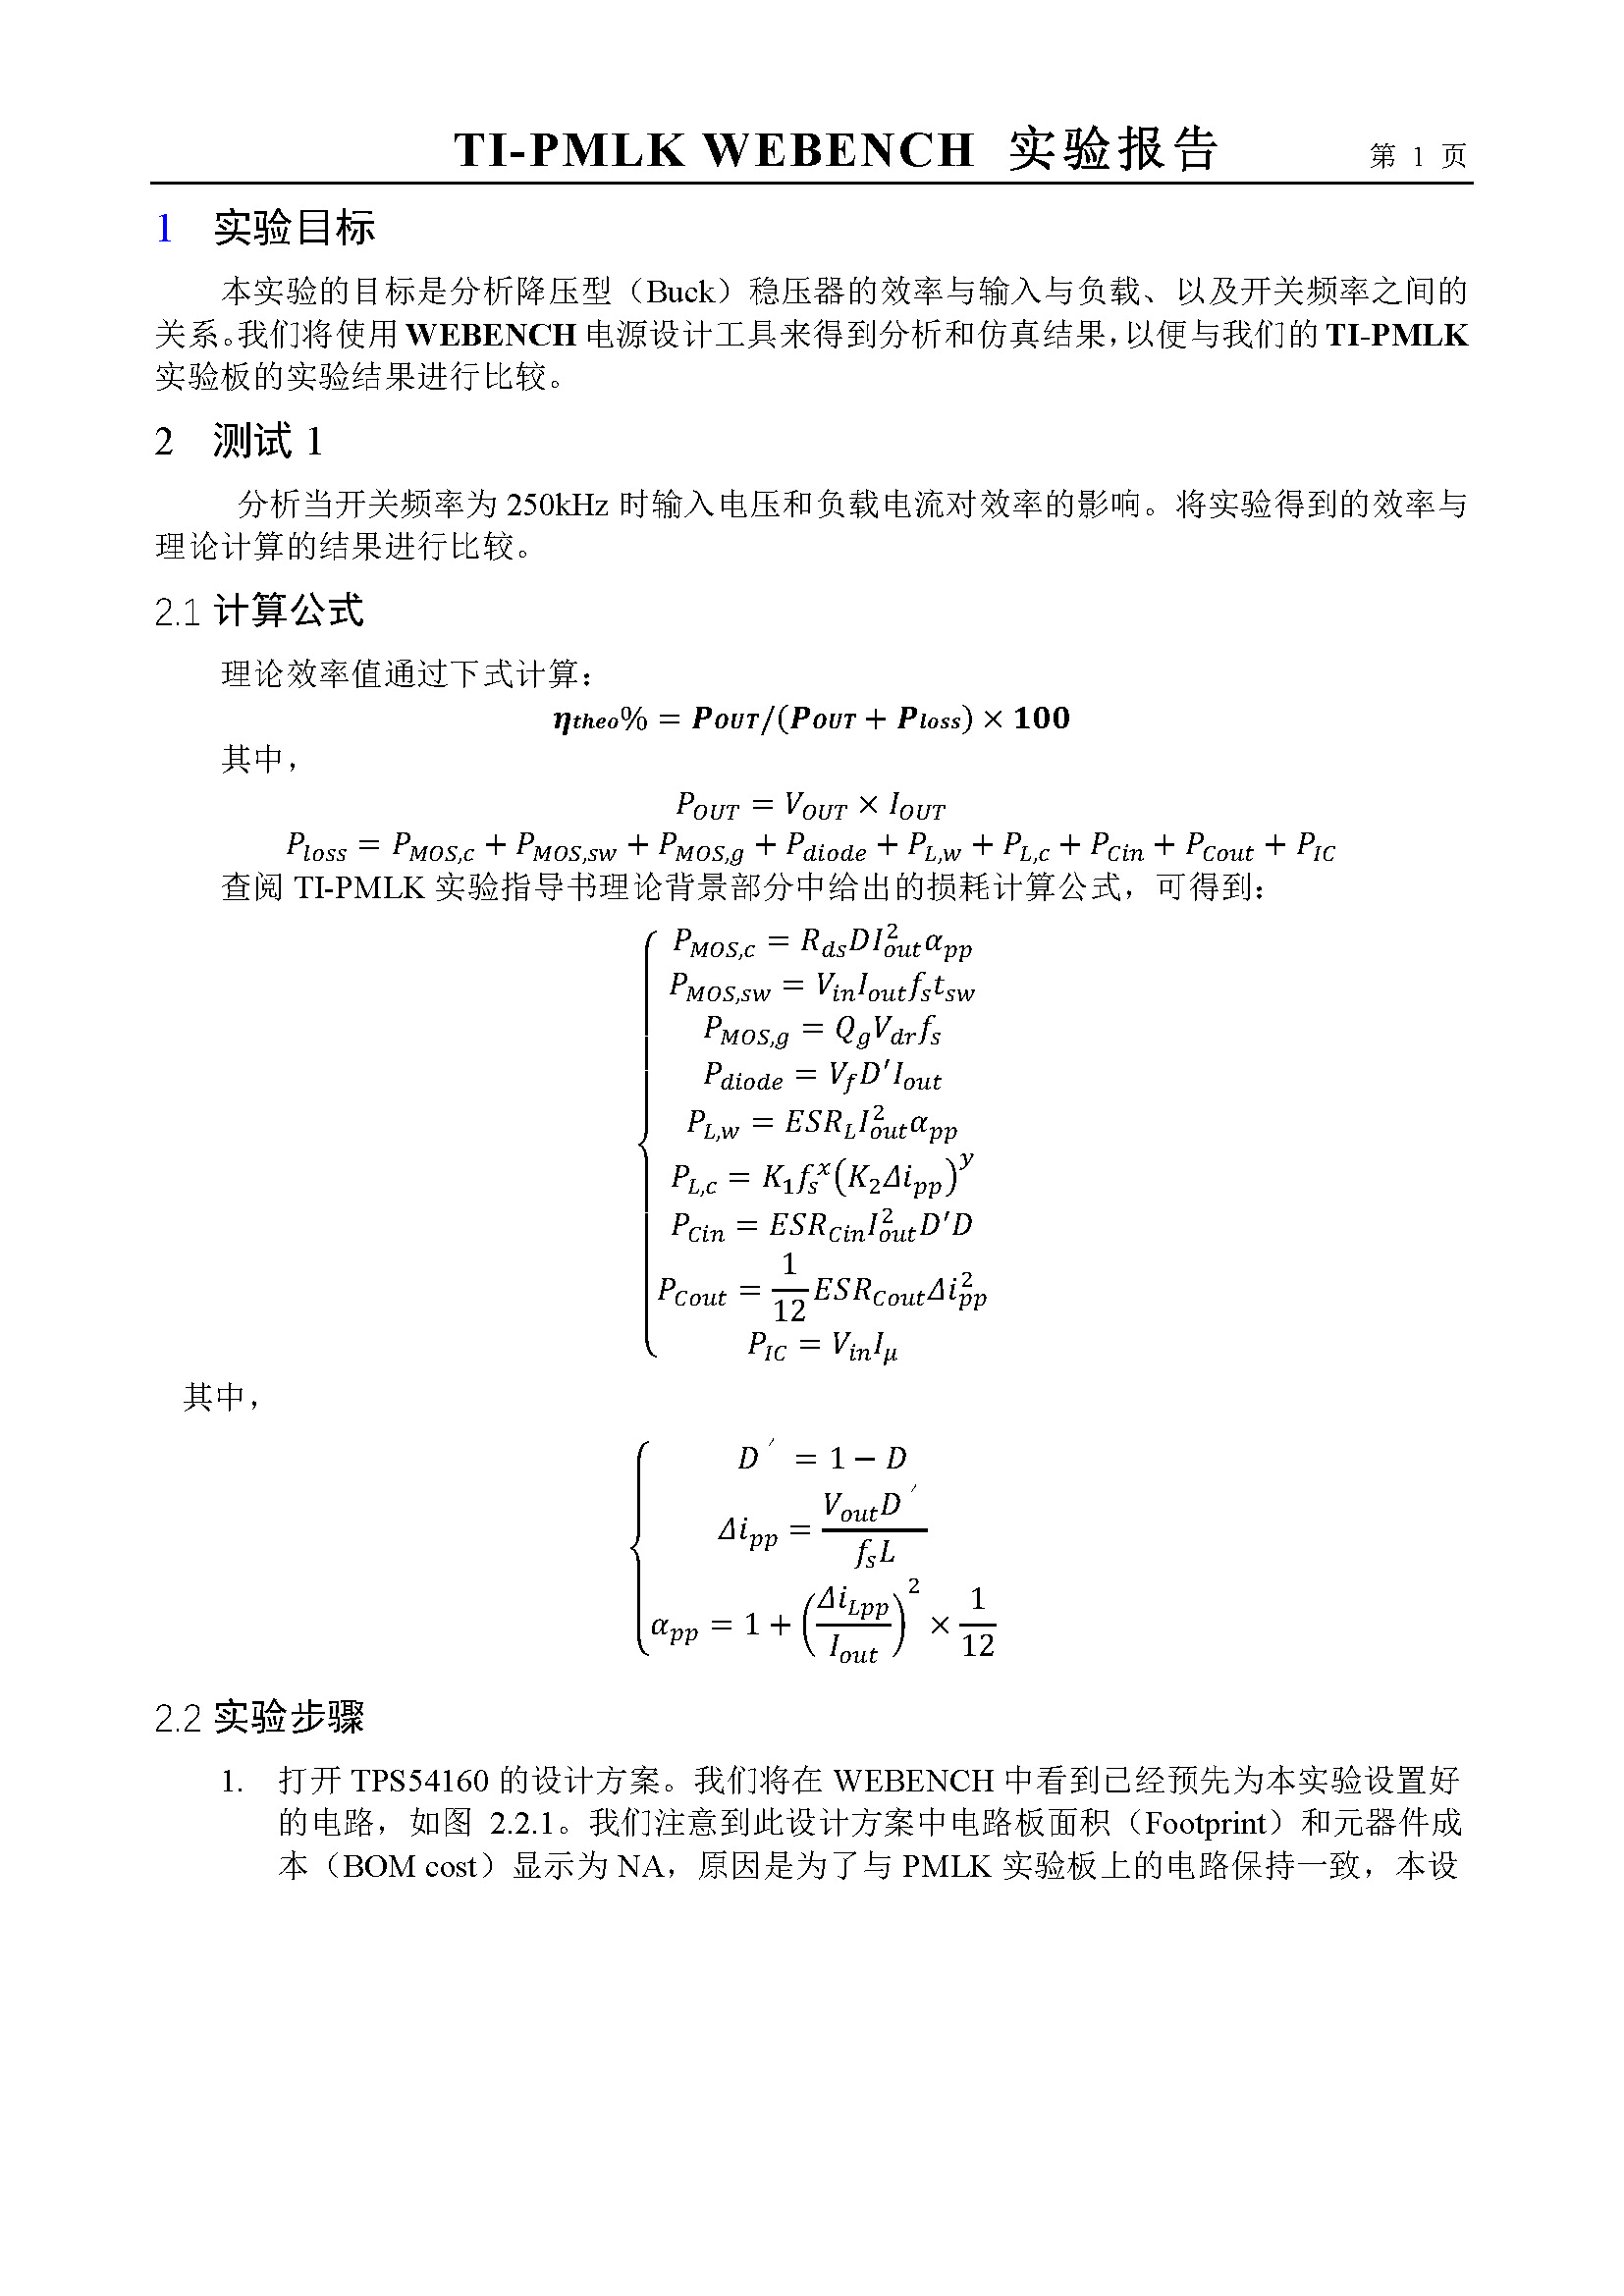 TI-PMLK WEBENCH 实验报告 第 1 页
1 实验目标
本实验的目标是分析降压型（Buck）稳压器的效率与输入与负载、以及开关频率之间的
关系。我们将使用 WEBENCH 电源设计工具来得到分析和仿真结果，以便与我们的 TI-PMLK
实验板的实验结果进行比较。
2 测试 1
分析当开关频率为 250kHz 时输入电压和负载电流对效率的影响。将实验得到的效率与
理论计算的结果进行比较。
2.1 计算公式
理论效率值通过下式计算：
$\eta_{theo}\% = P_{OUT}/(P_{OUT} + P_{loss}) \times 100$
其中，
$P_{OUT} = V_{OUT} \times I_{OUT}$
$P_{loss} = P_{MOS,c} + P_{MOS,sw} + P_{MOS,g} + P_{diode} + P_{L,w} + P_{L,c} + P_{Cin} + P_{Cout} + P_{IC}$
查阅 TI-PMLK 实验指导书理论背景部分中给出的损耗计算公式，可得到：
$P_{MOS,c} = R_{ds}DI_{out}^2\alpha_{pp}$
$P_{MOS,sw} = V_{in}I_{out}f_st_{sw}$
$P_{MOS,g} = Q_gV_{dr}f_s$
$P_{diode} = V_fD'I_{out}$
$P_{L,w} = ESR_LI_{out}^2\alpha_{pp}$
$P_{L,c} = K_1f_s^x(K_2\Delta i_{pp})^y$
$P_{Cin} = ESR_{Cin}I_{out}^2D'D$
$P_{Cout} = \frac{1}{12}ESR_{Cout}\Delta i_{pp}^2$
$P_{IC} = V_{in}I_\mu$
其中，
$D' = 1 - D$
$\Delta i_{pp} = \frac{V_{out}D'}{f_sL}$
$\alpha_{pp} = 1 + \left(\frac{\Delta i_{Lpp}}{I_{out}}\right)^2 \times \frac{1}{12}$
2.2 实验步骤
1. 打开 TPS54160 的设计方案。我们将在 WEBENCH 中看到已经预先为本实验设置好
的电路，如图 2.2.1。我们注意到此设计方案中电路板面积（Footprint）和元器件成
本（BOM cost）显示为 NA，原因是为了与 PMLK 实验板上的电路保持一致，本设